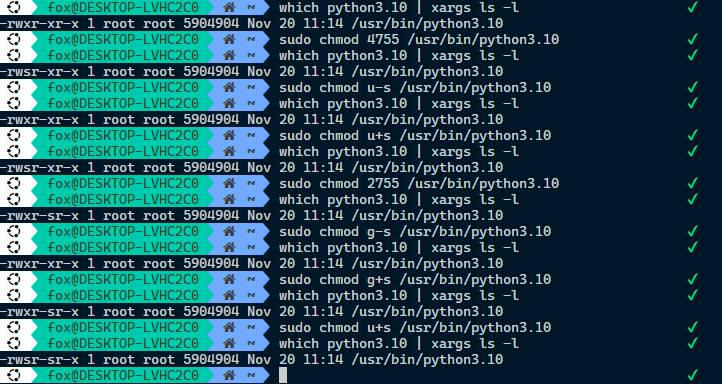 fox@DESKTOP-LVHC2C0 ~ which python3.10 | xargs ls -l ✓
-rwxr-xr-x 1 root root 5904904 Nov 20 11:14 /usr/bin/python3.10
fox@DESKTOP-LVHC2C0 ~ sudo chmod 4755 /usr/bin/python3.10 ✓
fox@DESKTOP-LVHC2C0 ~ which python3.10 | xargs ls -l ✓
-rwsr-xr-x 1 root root 5904904 Nov 20 11:14 /usr/bin/python3.10
fox@DESKTOP-LVHC2C0 ~ sudo chmod u-s /usr/bin/python3.10 ✓
fox@DESKTOP-LVHC2C0 ~ which python3.10 | xargs ls -l ✓
-rwxr-xr-x 1 root root 5904904 Nov 20 11:14 /usr/bin/python3.10
fox@DESKTOP-LVHC2C0 ~ sudo chmod u+s /usr/bin/python3.10 ✓
fox@DESKTOP-LVHC2C0 ~ which python3.10 | xargs ls -l ✓
-rwsr-xr-x 1 root root 5904904 Nov 20 11:14 /usr/bin/python3.10
fox@DESKTOP-LVHC2C0 ~ sudo chmod 2755 /usr/bin/python3.10 ✓
fox@DESKTOP-LVHC2C0 ~ which python3.10 | xargs ls -l ✓
-rwxr-sr-x 1 root root 5904904 Nov 20 11:14 /usr/bin/python3.10
fox@DESKTOP-LVHC2C0 ~ sudo chmod g-s /usr/bin/python3.10 ✓
fox@DESKTOP-LVHC2C0 ~ which python3.10 | xargs ls -l ✓
-rwxr-xr-x 1 root root 5904904 Nov 20 11:14 /usr/bin/python3.10
fox@DESKTOP-LVHC2C0 ~ sudo chmod g+s /usr/bin/python3.10 ✓
fox@DESKTOP-LVHC2C0 ~ which python3.10 | xargs ls -l ✓
-rwxr-sr-x 1 root root 5904904 Nov 20 11:14 /usr/bin/python3.10
fox@DESKTOP-LVHC2C0 ~ sudo chmod u+s /usr/bin/python3.10 ✓
fox@DESKTOP-LVHC2C0 ~ which python3.10 | xargs ls -l ✓
-rwsr-sr-x 1 root root 5904904 Nov 20 11:14 /usr/bin/python3.10
fox@DESKTOP-LVHC2C0 ~ ✓